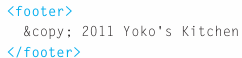 <footer>
&copy; 2011 Yoko's Kitchen
</footer>